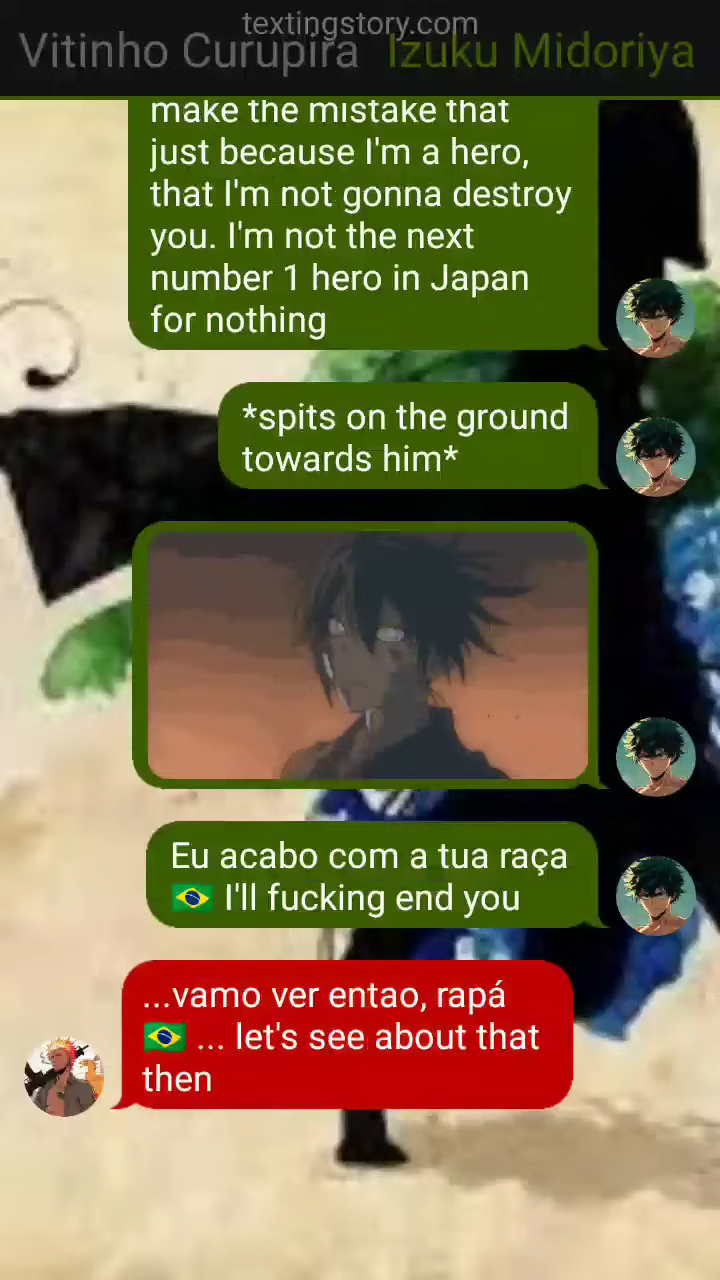 textingstory.com
Vitinho Curupira Izuku Midoriya
make the mistake that
just because I'm a hero,
that I'm not gonna destroy
you. I'm not the next
number 1 hero in Japan
for nothing
*spits on the ground
towards him*
Eu acabo com a tua raça
🇧🇷 I'll fucking end you
...vamo ver entao, rapá
🇧🇷 ... let's see about that
then